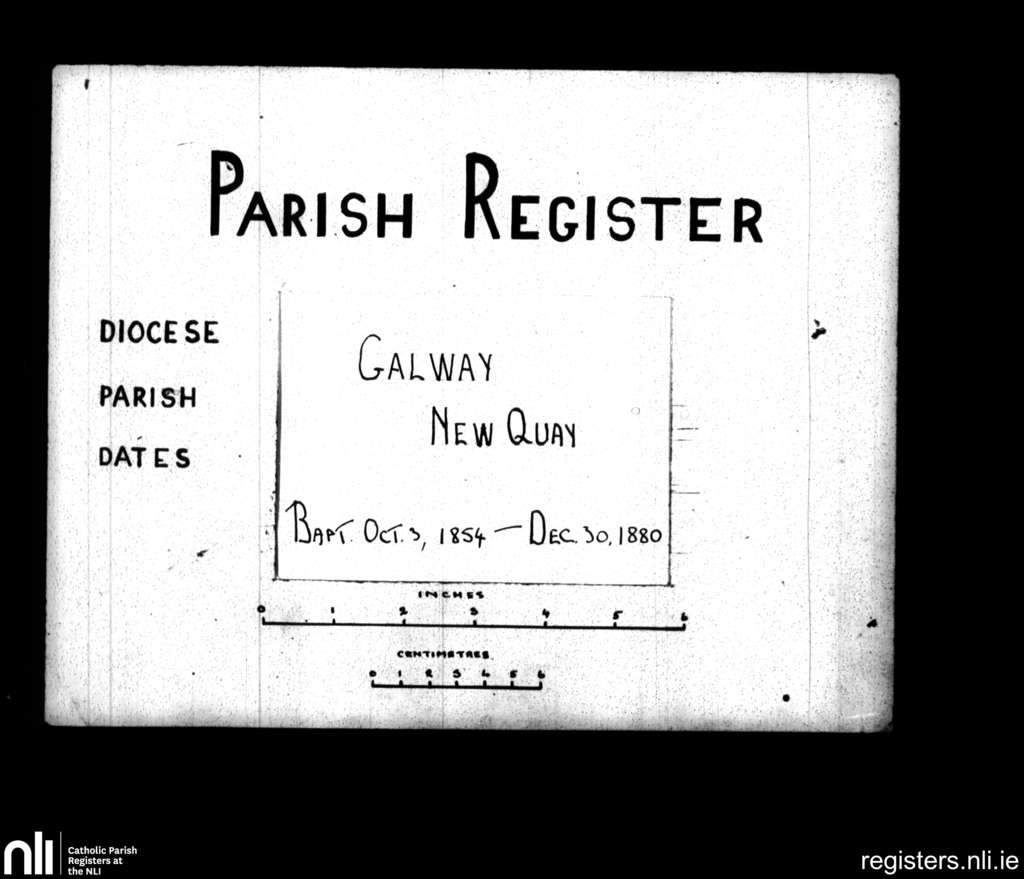 PARISH REGISTER
DIOCESE
GALWAY
PARISH
NEW QUAY
DATES
BAPT. OCT. 3, 1854 — DEC. 30, 1880
INCHES
0 1 2 3 4 5 6
CENTIMETRES
0 1 2 3 4 5 6
nli
Catholic Parish
Registers at
the NLI
registers.nli.ie